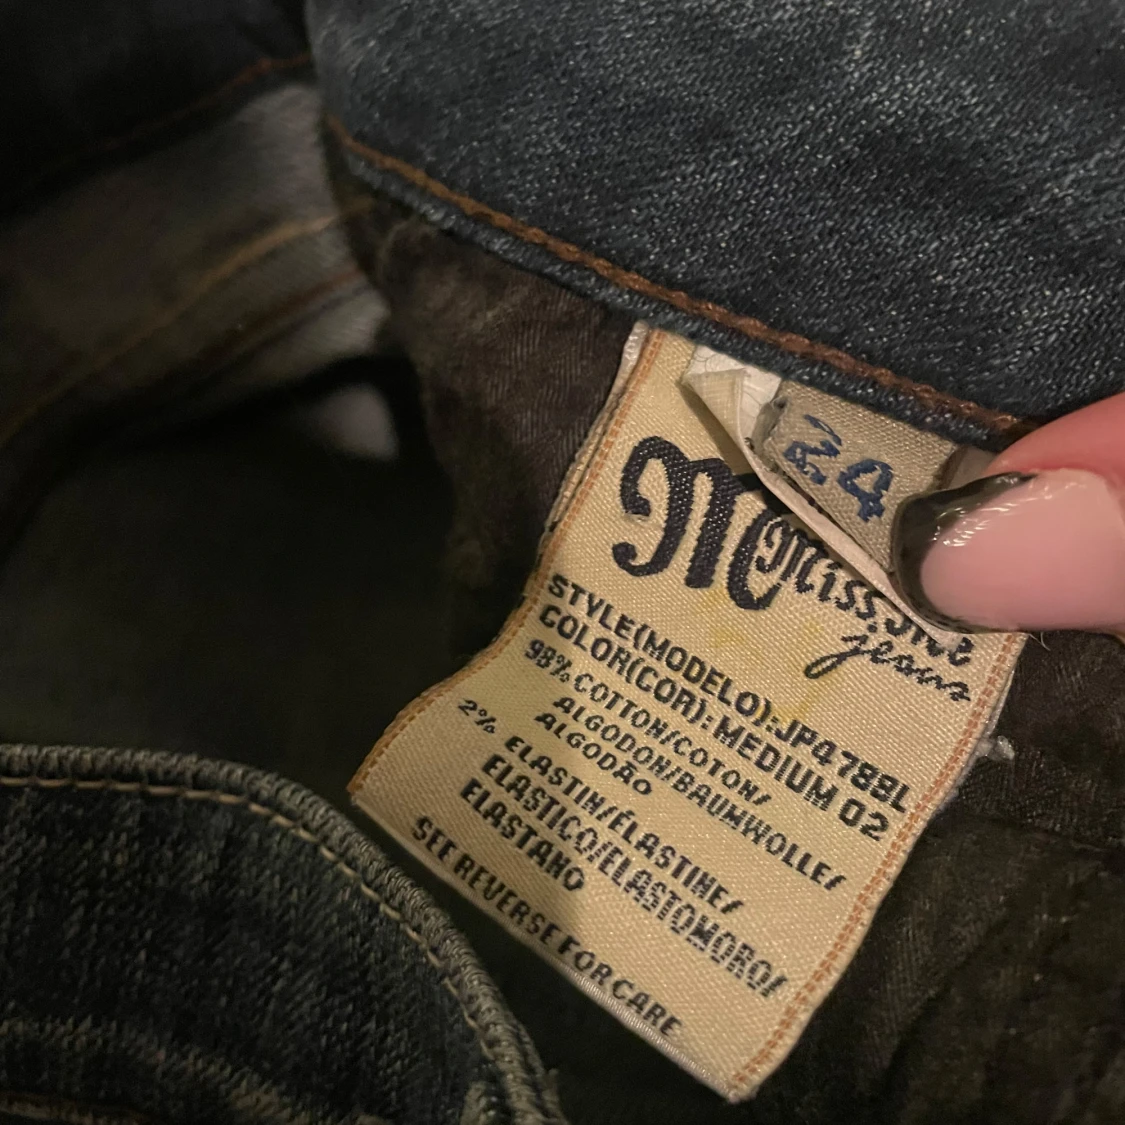 24
M
Miss Me
jeans
STYLE(MODELO):JP4788L
COLOR(COR):MEDIUM 02
98% COTTON/COTON/
ALGODON/BAUMWOLLE/
ALGODÃO
2% ELASTIN/ÉLASTINE/
ELASTICO/ELASTOMORO/
ELASTANO
SEE REVERSE FOR CARE